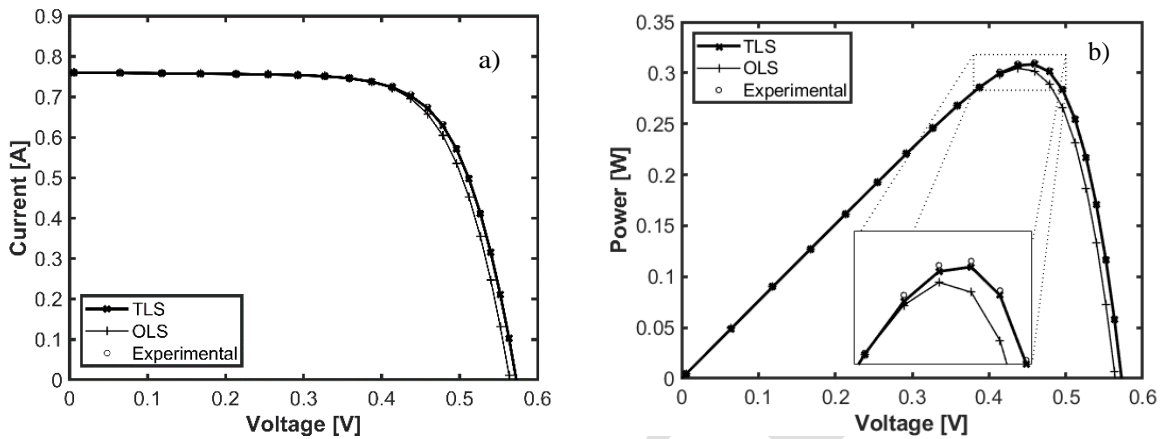 0.9
0.8
0.7
0.6
0.5
0.4
0.3
0.2
0.1
0
Current [A]
a)
TLS
OLS
Experimental
0 0.1 0.2 0.3 0.4 0.5 0.6
Voltage [V]
0.35
0.3
0.25
0.2
0.15
0.1
0.05
0
Power [W]
TLS
OLS
Experimental
b)
0 0.1 0.2 0.3 0.4 0.5 0.6
Voltage [V]